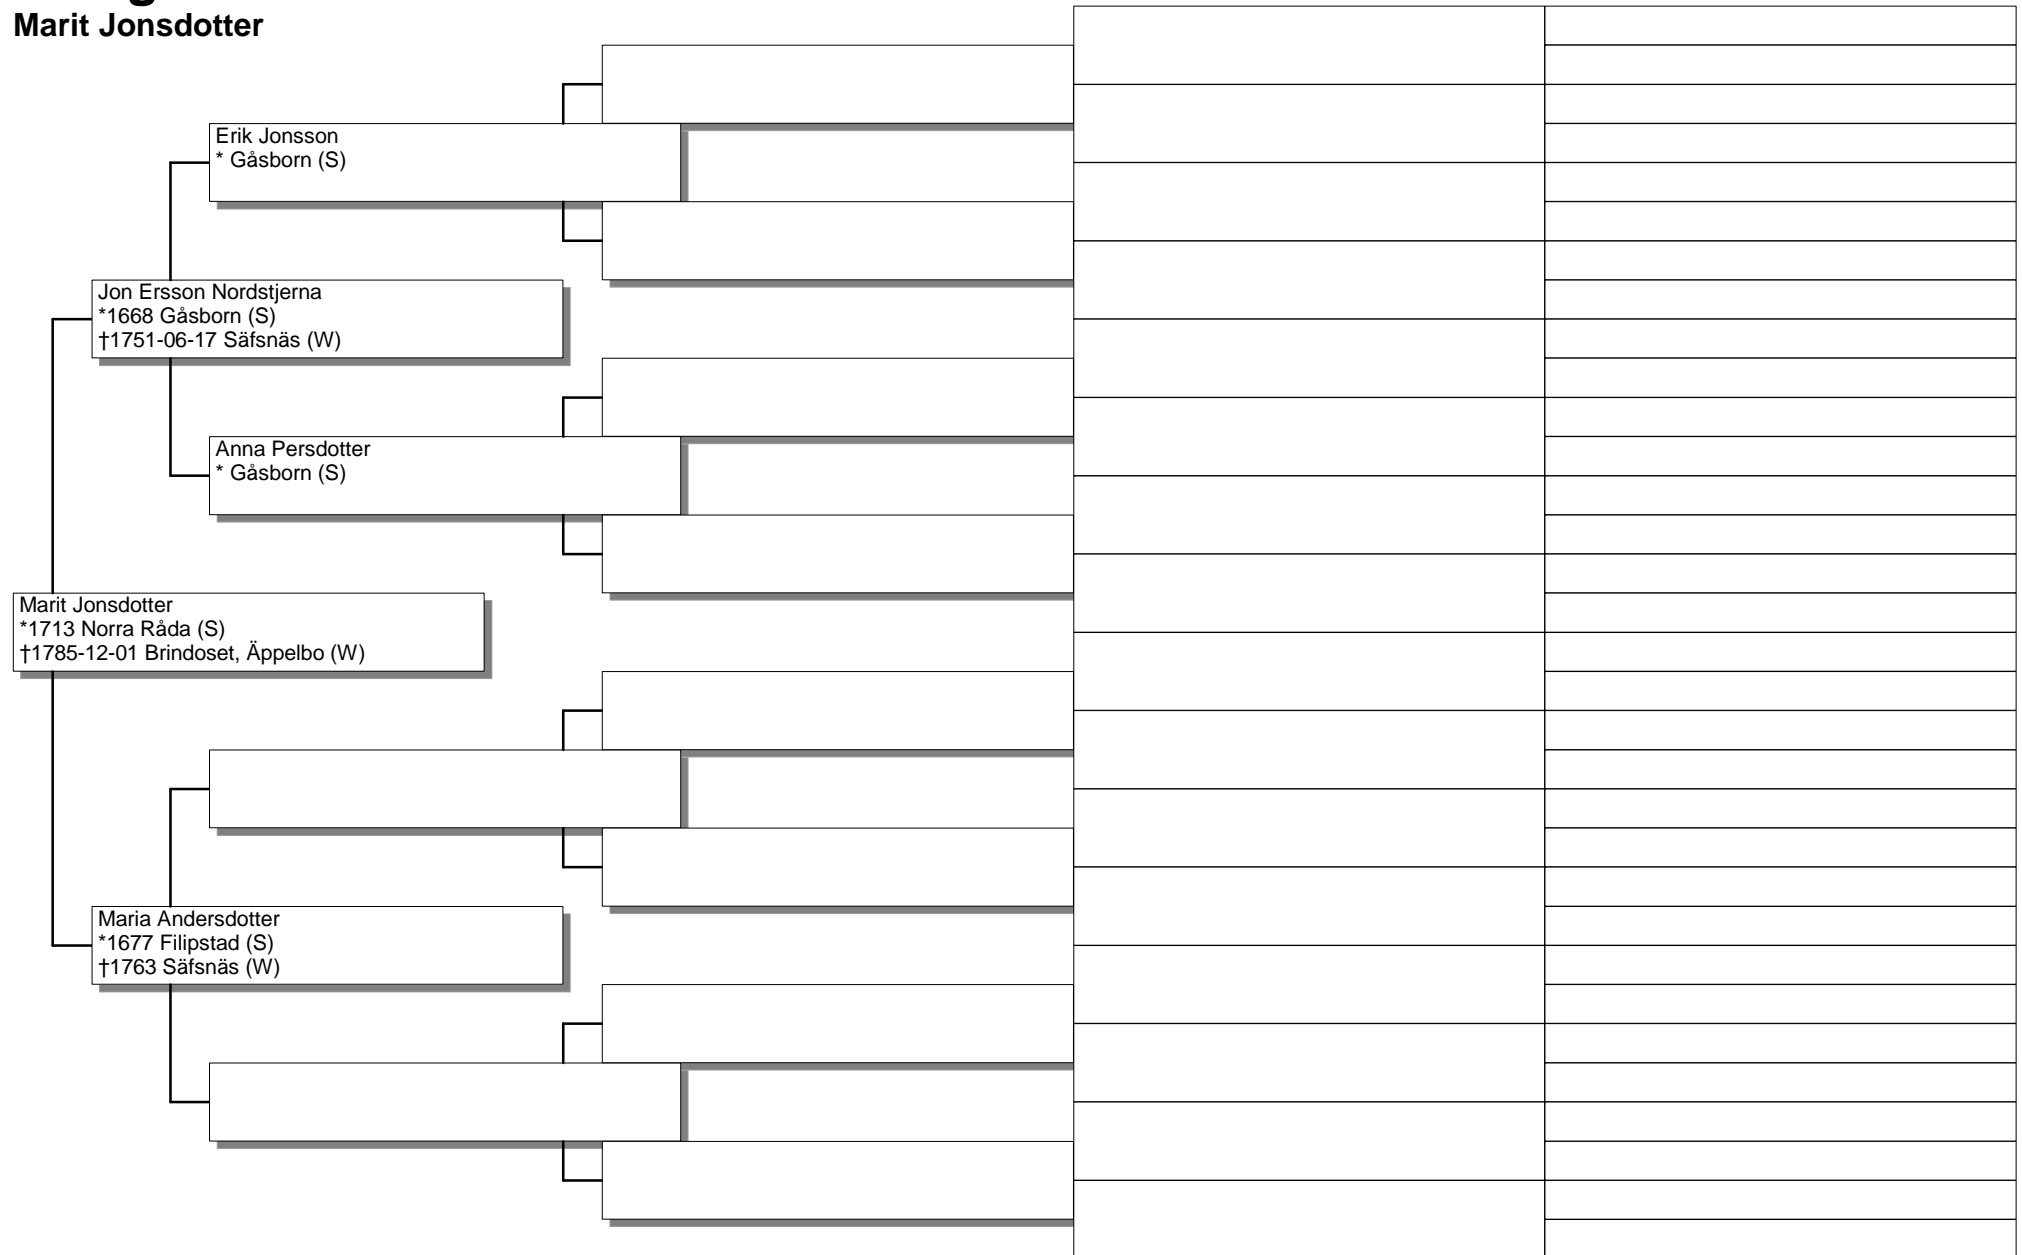 Marit Jonsdotter
Erik Jonsson
* Gåsborn (S)
Jon Ersson Nordstjerna
*1668 Gåsborn (S)
†1751-06-17 Säfsnäs (W)
Anna Persdotter
* Gåsborn (S)
Marit Jonsdotter
*1713 Norra Råda (S)
†1785-12-01 Brindoset, Äppelbo (W)
Maria Andersdotter
*1677 Filipstad (S)
†1763 Säfsnäs (W)